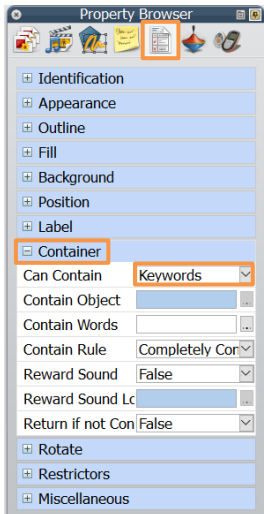 Property Browser
Identification
Appearance
Outline
Fill
Background
Position
Label
Container
Can Contain Keywords
Contain Object
Contain Words
Contain Rule Completely Con
Reward Sound False
Reward Sound Lc
Return if not Con False
Rotate
Restrictors
Miscellaneous